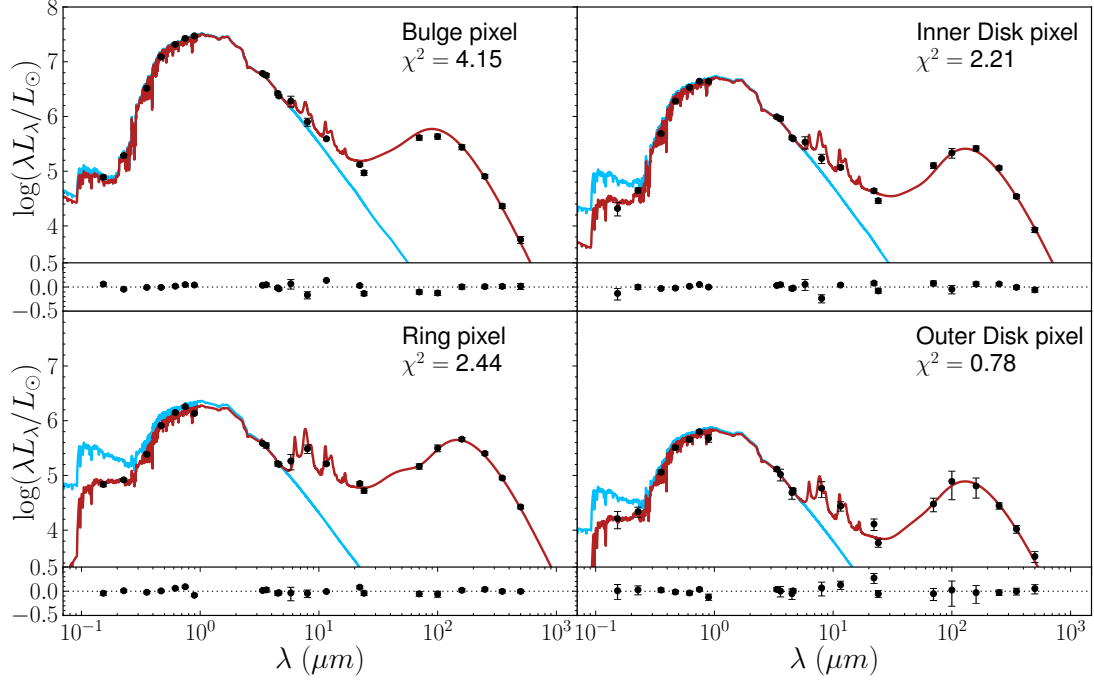 Bulge pixel
χ² = 4.15
Inner Disk pixel
χ² = 2.21
log(λL_λ/L_⊙)
8
7
6
5
4
0.5
0.0
−0.5
Ring pixel
χ² = 2.44
Outer Disk pixel
χ² = 0.78
log(λL_λ/L_⊙)
7
6
5
4
0.5
0.0
−0.5
10⁻¹ 10⁰ 10¹ 10² 10³ 10⁻¹ 10⁰ 10¹ 10² 10³
λ (μm) λ (μm)